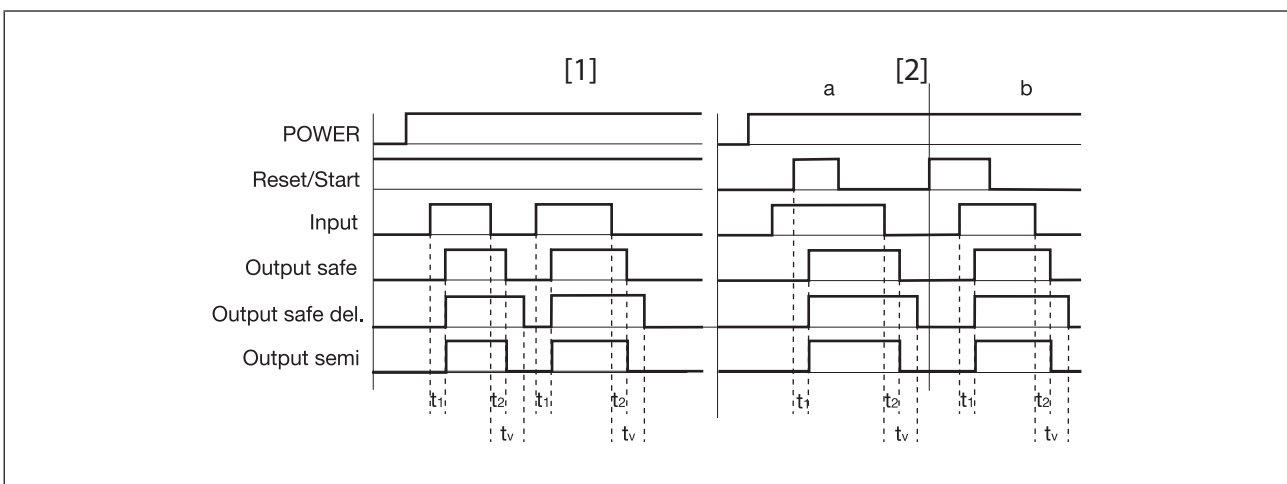 [1] [2]
a b
POWER
Reset/Start
Input
Output safe
Output safe del.
Output semi
t1 t2 t1 t2 t1 t2 t1 t2
tv tv tv tv